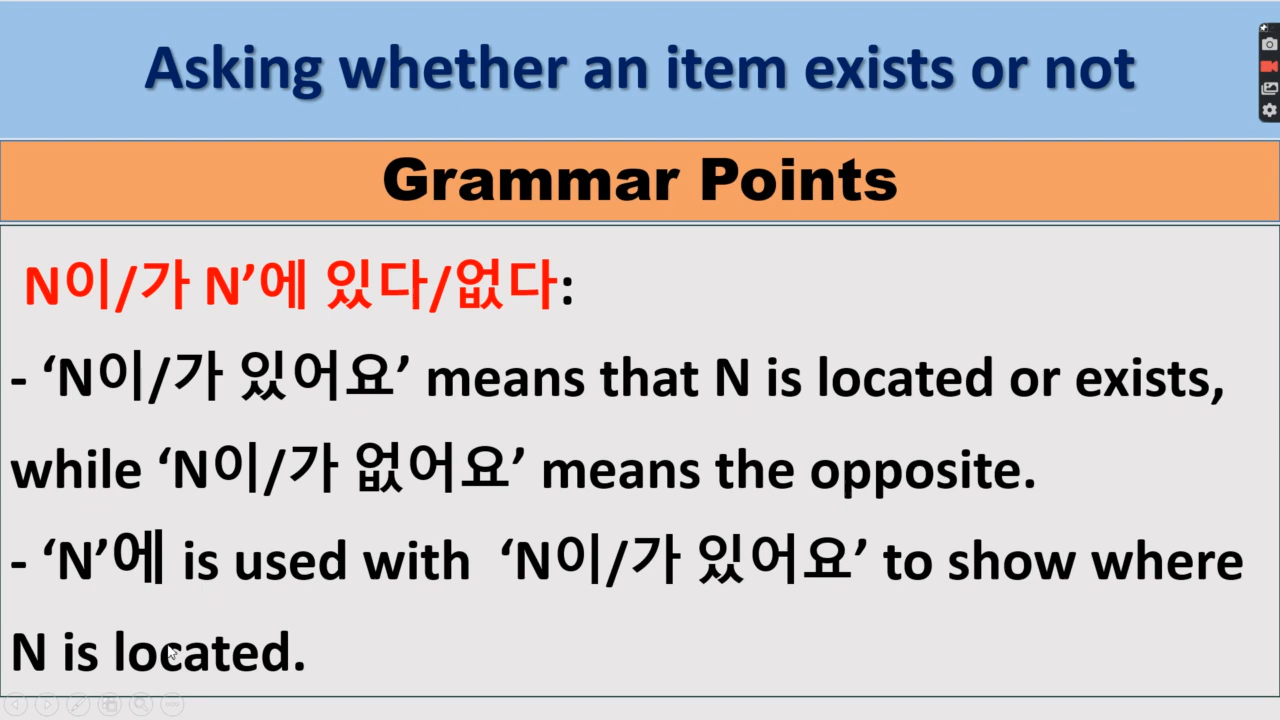 Asking whether an item exists or not
Grammar Points
N이/가 N’에 있다/없다:
- ‘N이/가 있어요’ means that N is located or exists,
while ‘N이/가 없어요’ means the opposite.
- ‘N’에 is used with ‘N이/가 있어요’ to show where
N is located.